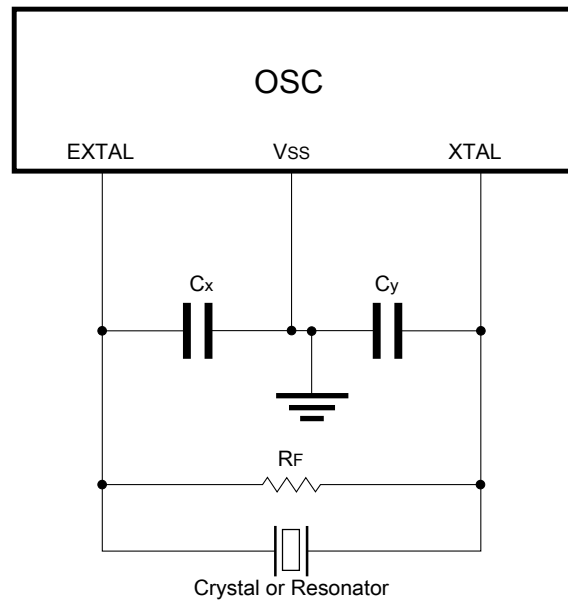 OSC
EXTAL VSS XTAL
Cx Cy
RF
Crystal or Resonator